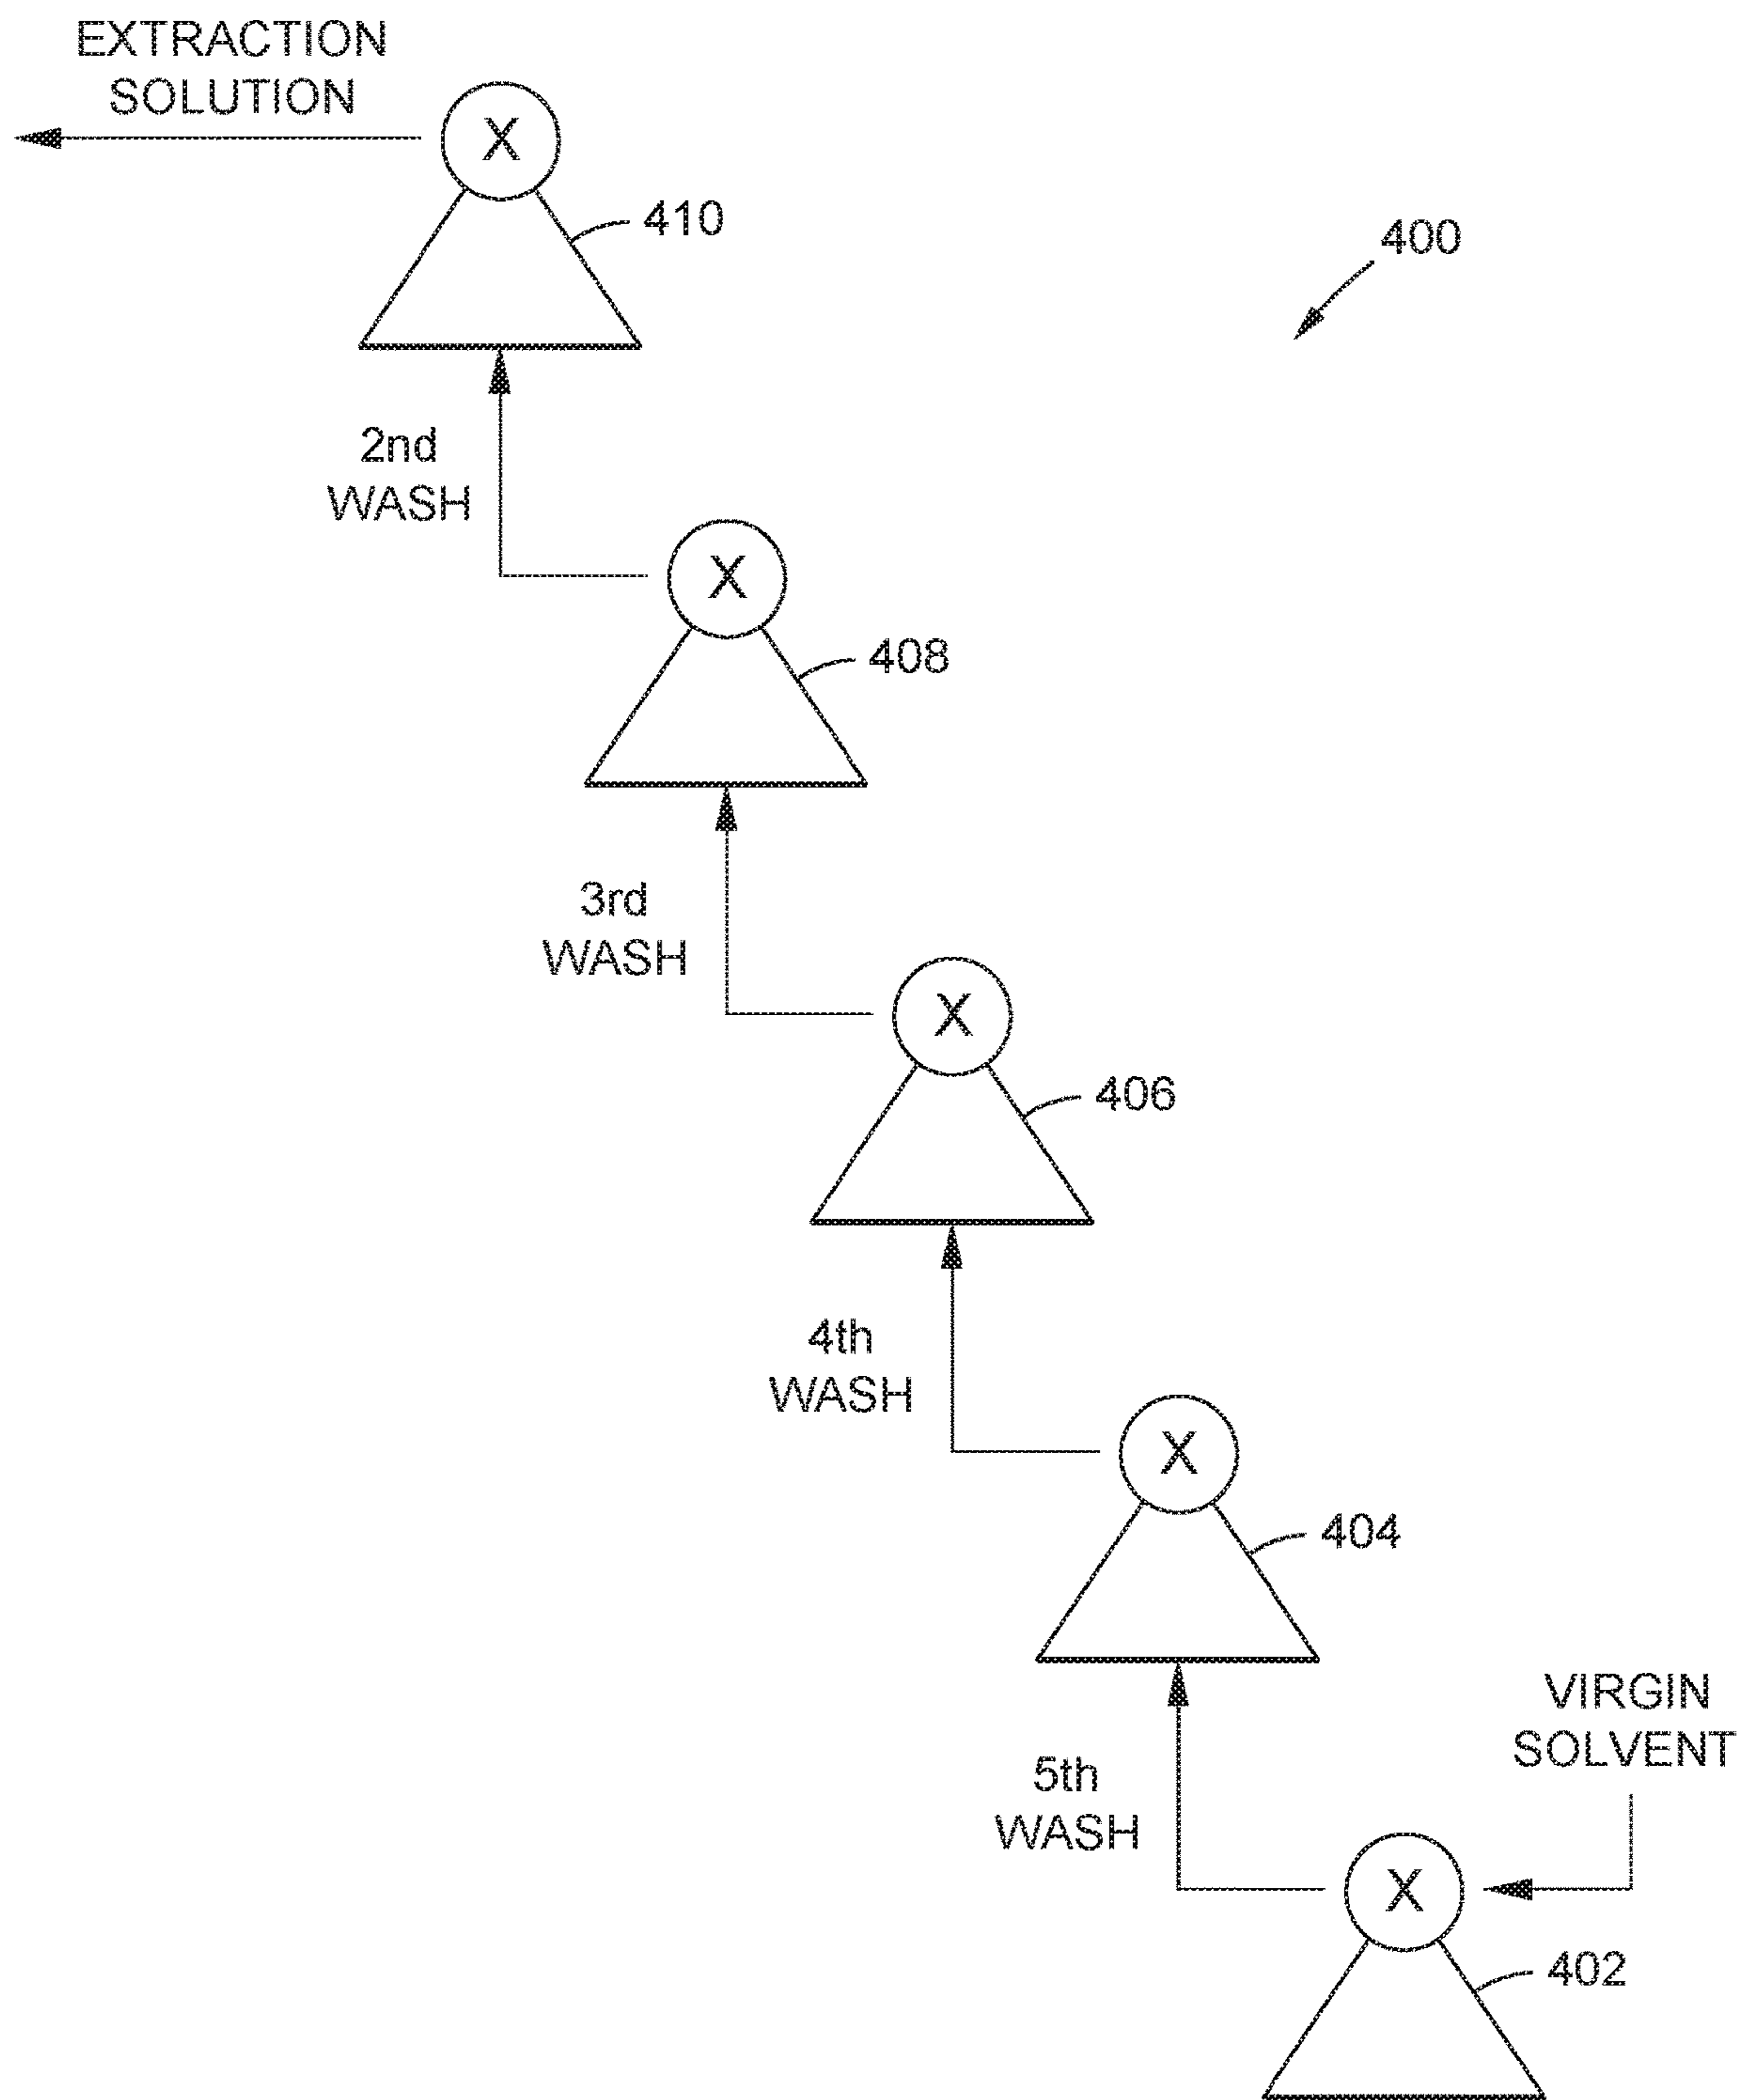 EXTRACTION
SOLUTION
X
410
400
2nd
WASH
X
408
3rd
WASH
X
406
4th
WASH
X
404
VIRGIN
SOLVENT
5th
WASH
X
402